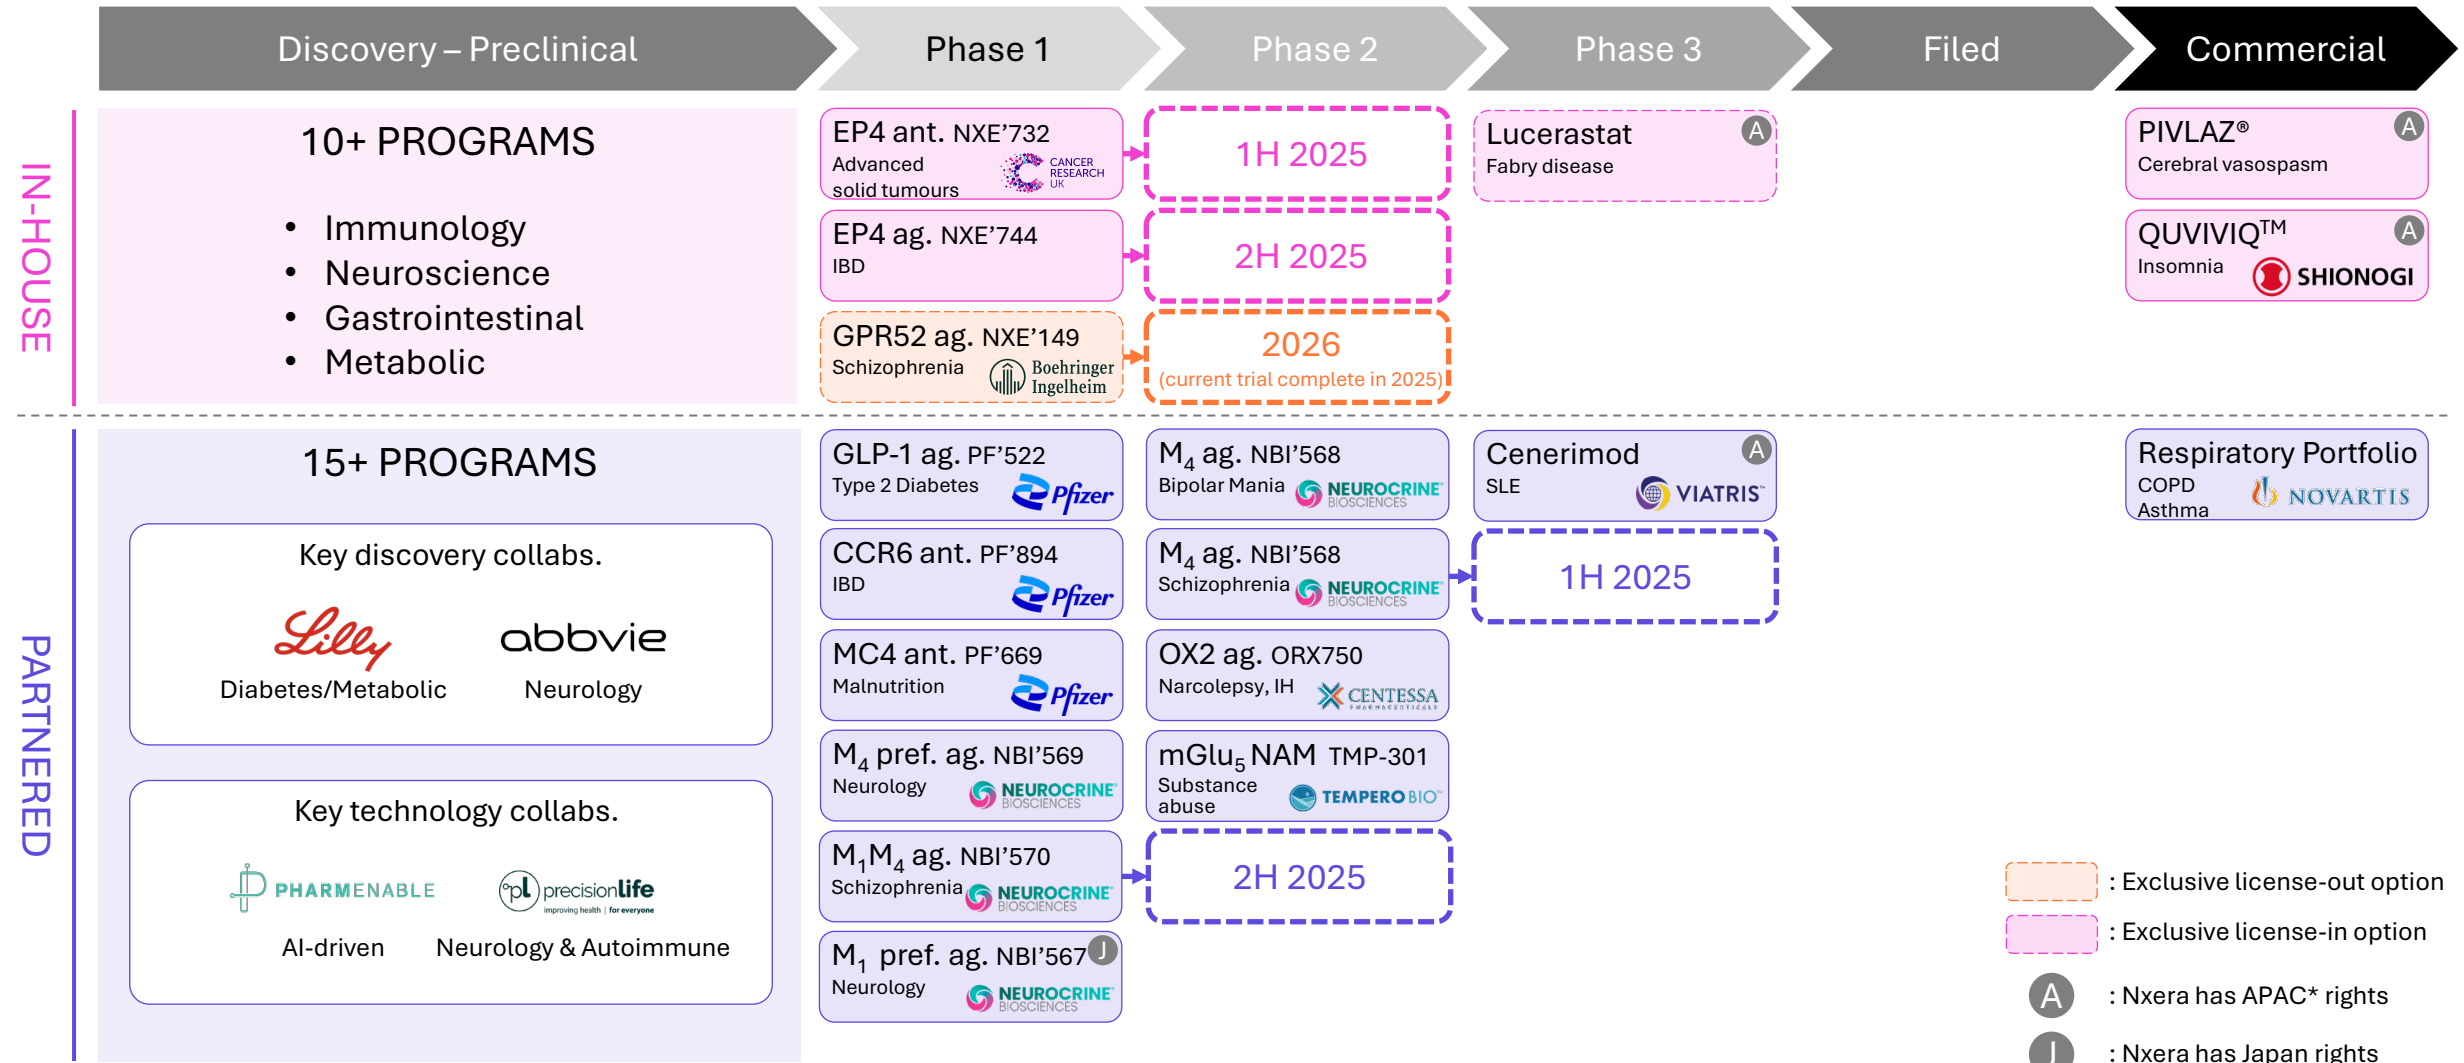 Discovery – Preclinical
Phase 1
Phase 2
Phase 3
Filed
Commercial
IN-HOUSE
10+ PROGRAMS
• Immunology
• Neuroscience
• Gastrointestinal
• Metabolic
EP4 ant. NXE’732
Advanced
solid tumours
CANCER
RESEARCH
UK
1H 2025
EP4 ag. NXE’744
IBD
2H 2025
GPR52 ag. NXE’149
Schizophrenia
Boehringer
Ingelheim
2026
(current trial complete in 2025)
Lucerastat
A
Fabry disease
PIVLAZ®
A
Cerebral vasospasm
QUVIVIQ™
A
Insomnia
SHIONOGI
PARTNERED
15+ PROGRAMS
Key discovery collabs.
Lilly
abbvie
Diabetes/Metabolic
Neurology
Key technology collabs.
PHARMENABLE
pl precisionlife
improving health | for everyone
AI-driven
Neurology & Autoimmune
GLP-1 ag. PF’522
Type 2 Diabetes
Pfizer
CCR6 ant. PF’894
IBD
Pfizer
MC4 ant. PF’669
Malnutrition
Pfizer
M₄ pref. ag. NBI’569
Neurology
NEUROCRINE®
BIOSCIENCES
M₁M₄ ag. NBI’570
Schizophrenia
NEUROCRINE®
BIOSCIENCES
2H 2025
M₁ pref. ag. NBI’567
J
Neurology
NEUROCRINE®
BIOSCIENCES
M₄ ag. NBI’568
Bipolar Mania
NEUROCRINE®
BIOSCIENCES
M₄ ag. NBI’568
Schizophrenia
NEUROCRINE®
BIOSCIENCES
1H 2025
OX2 ag. ORX750
Narcolepsy, IH
CENTESSA
PHARMACEUTICALS
mGlu₅ NAM TMP-301
Substance
abuse
TEMPERO BIO™
Cenerimod
A
SLE
VIATRIS™
Respiratory Portfolio
COPD
Asthma
NOVARTIS
: Exclusive license-out option
: Exclusive license-in option
A : Nxera has APAC* rights
J : Nxera has Japan rights